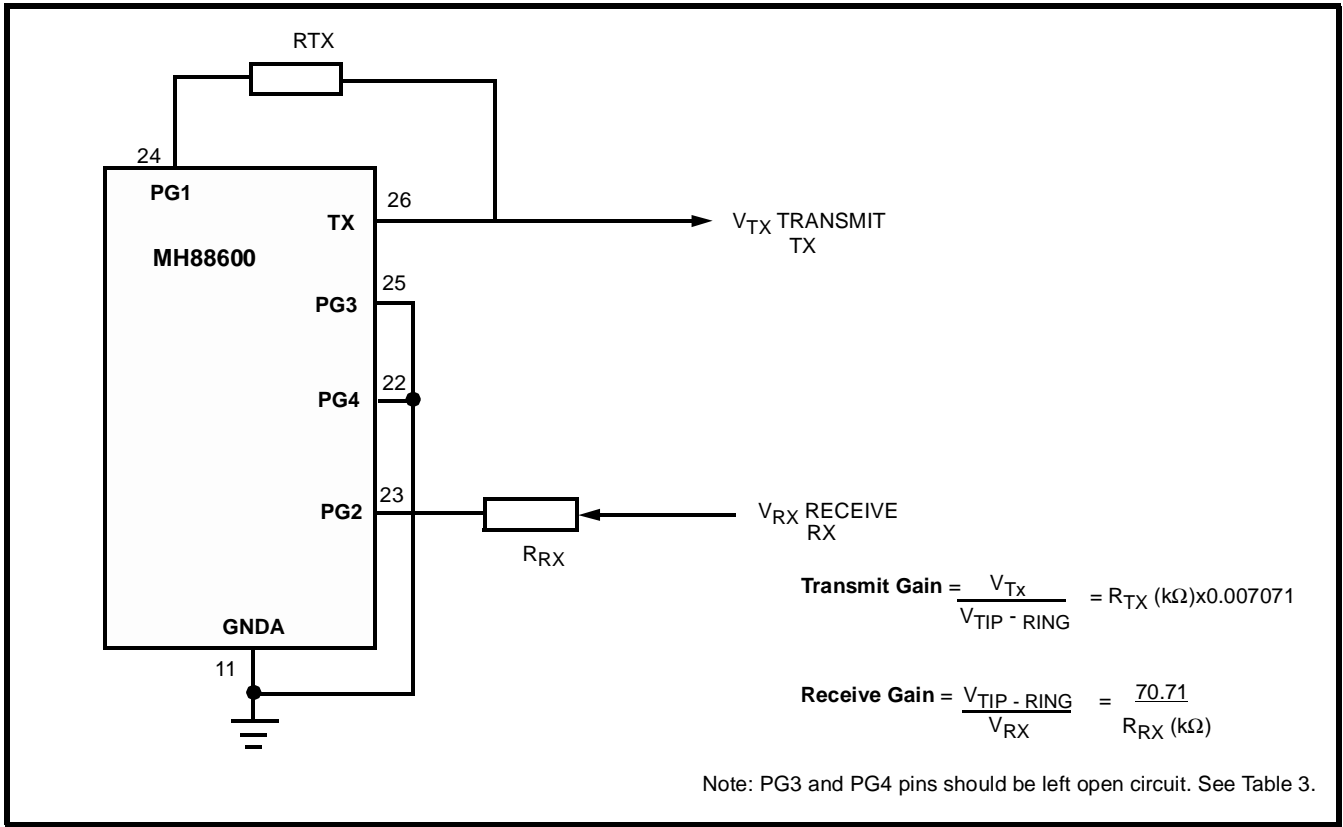 RTX
24
PG1
26
TX
V_TX TRANSMIT
TX
MH88600
25
PG3
22
PG4
23
PG2
V_RX RECEIVE
RX
R_RX
GNDA
11
Transmit Gain = V_Tx / V_TIP - RING = R_TX (kΩ)x0.007071
Receive Gain = V_TIP - RING / V_RX = 70.71 / R_RX (kΩ)
Note: PG3 and PG4 pins should be left open circuit. See Table 3.